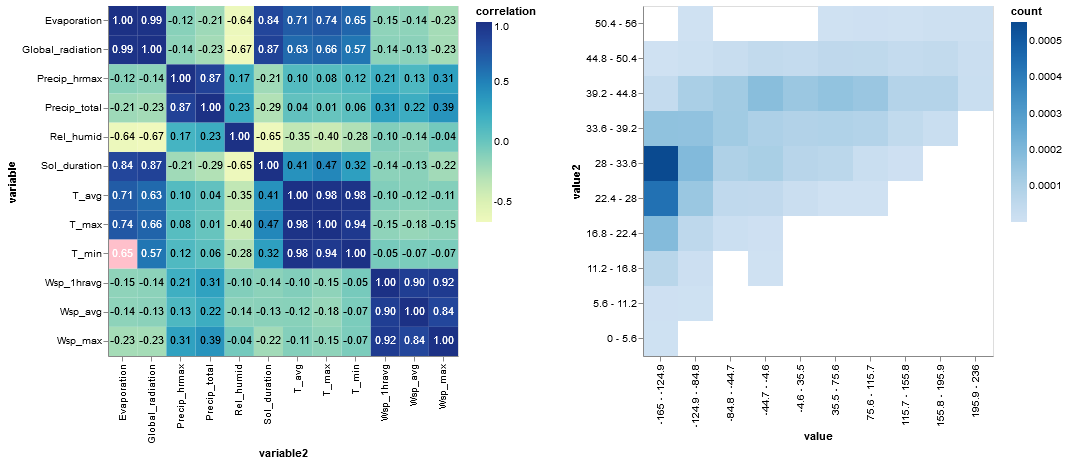 correlation
1.0
0.5
0.0
-0.5
variable
Evaporation 1.00 0.99 -0.12 -0.21 -0.64 0.84 0.71 0.74 0.65 -0.15 -0.14 -0.23
Global_radiation 0.99 1.00 -0.14 -0.23 -0.67 0.87 0.63 0.66 0.57 -0.14 -0.13 -0.23
Precip_hrmax -0.12 -0.14 1.00 0.87 0.17 -0.21 0.10 0.08 0.12 0.21 0.13 0.31
Precip_total -0.21 -0.23 0.87 1.00 0.23 -0.29 0.04 0.01 0.06 0.31 0.22 0.39
Rel_humid -0.64 -0.67 0.17 0.23 1.00 -0.65 -0.35 -0.40 -0.28 -0.10 -0.14 -0.04
Sol_duration 0.84 0.87 -0.21 -0.29 -0.65 1.00 0.41 0.47 0.32 -0.14 -0.13 -0.22
T_avg 0.71 0.63 0.10 0.04 -0.35 0.41 1.00 0.98 0.98 -0.10 -0.12 -0.11
T_max 0.74 0.66 0.08 0.01 -0.40 0.47 0.98 1.00 0.94 -0.15 -0.18 -0.15
T_min 0.65 0.57 0.12 0.06 -0.28 0.32 0.98 0.94 1.00 -0.05 -0.07 -0.07
Wsp_1hravg -0.15 -0.14 0.21 0.31 -0.10 -0.14 -0.10 -0.15 -0.05 1.00 0.90 0.92
Wsp_avg -0.14 -0.13 0.13 0.22 -0.14 -0.13 -0.12 -0.18 -0.07 0.90 1.00 0.84
Wsp_max -0.23 -0.23 0.31 0.39 -0.04 -0.22 -0.11 -0.15 -0.07 0.92 0.84 1.00
Evaporation
Global_radiation
Precip_hrmax
Precip_total
Rel_humid
Sol_duration
T_avg
T_max
T_min
Wsp_1hravg
Wsp_avg
Wsp_max
variable2
count
0.0005
0.0004
0.0003
0.0002
0.0001
value2
50.4 - 56
44.8 - 50.4
39.2 - 44.8
33.6 - 39.2
28 - 33.6
22.4 - 28
16.8 - 22.4
11.2 - 16.8
5.6 - 11.2
0 - 5.6
-165 - -124.9
-124.9 - -84.8
-84.8 - -44.7
-44.7 - -4.6
-4.6 - 35.5
35.5 - 75.6
75.6 - 115.7
115.7 - 155.8
155.8 - 195.9
195.9 - 236
value